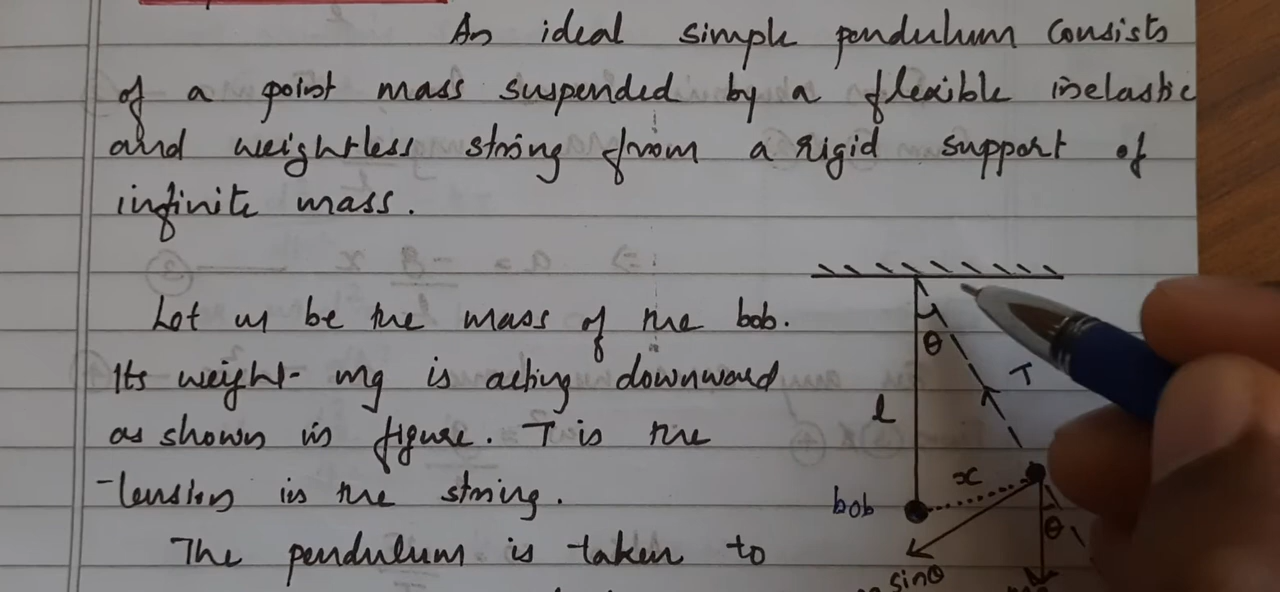 An ideal simple pendulum consists
of a point mass suspended by a flexible inelastic
and weightless string from a rigid support of
infinite mass.
Let m be the mass of the bob.
Its weight mg is acting downward
as shown in figure. T is the
tension in the string.
The pendulum is taken to
θ
T
l
x
bob
θ
sinθ